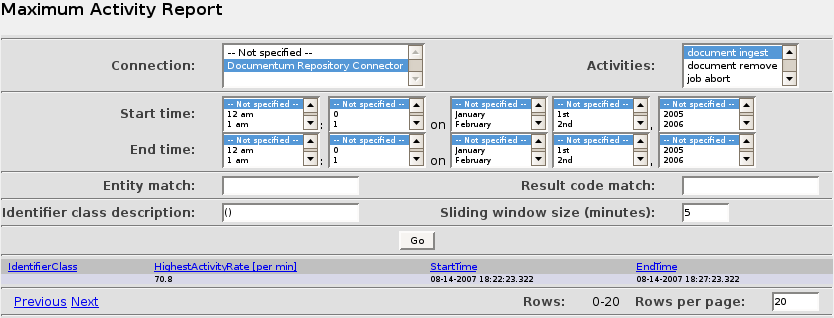 Maximum Activity Report
Connection: -- Not specified -- Documentum Repository Connector Activities: document ingest document remove job abort
Start time: -- Not specified -- 12 am 1 am : -- Not specified -- 0 1 on -- Not specified -- January February -- Not specified -- 1st 2nd , -- Not specified -- 2005 2006
End time: -- Not specified -- 12 am 1 am : -- Not specified -- 0 1 on -- Not specified -- January February -- Not specified -- 1st 2nd , -- Not specified -- 2005 2006
Entity match: Result code match:
Identifier class description: () Sliding window size (minutes): 5
Go
IdentifierClass HighestActivityRate [per min] StartTime EndTime
70.8 08-14-2007 18:22:23.322 08-14-2007 18:27:23.322
Previous Next Rows: 0-20 Rows per page: 20